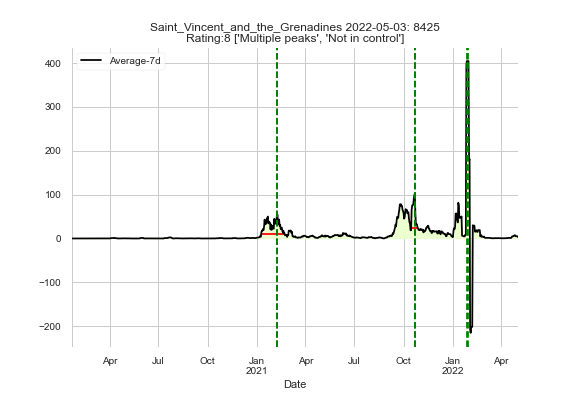 Saint_Vincent_and_the_Grenadines 2022-05-03: 8425
Rating:8 ['Multiple peaks', 'Not in control']
Average-7d
400
300
200
100
0
−100
−200
Apr Jul Oct Jan Apr Jul Oct Jan Apr
2021 2022
Date